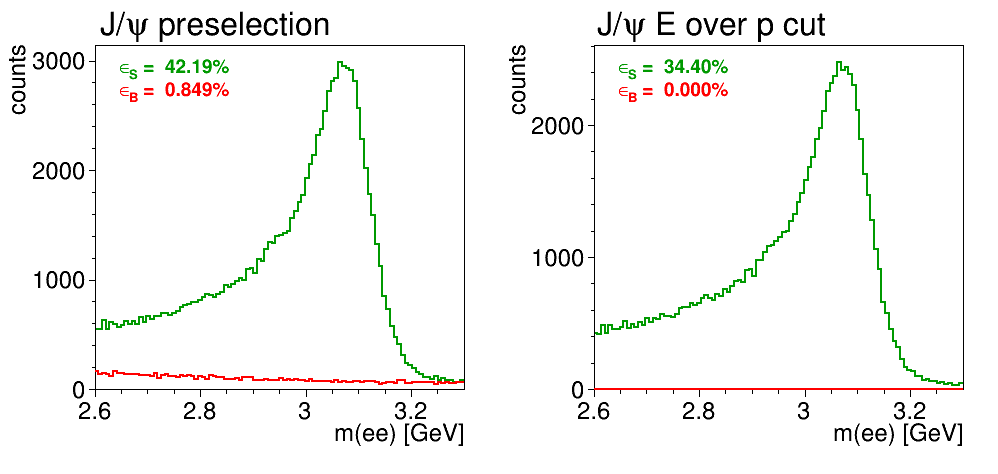 J/ψ preselection
counts
3000
2000
1000
0
ϵS = 42.19%
ϵB = 0.849%
2.6
2.8
3
3.2
m(ee) [GeV]
J/ψ E over p cut
counts
2000
1000
0
ϵS = 34.40%
ϵB = 0.000%
2.6
2.8
3
3.2
m(ee) [GeV]